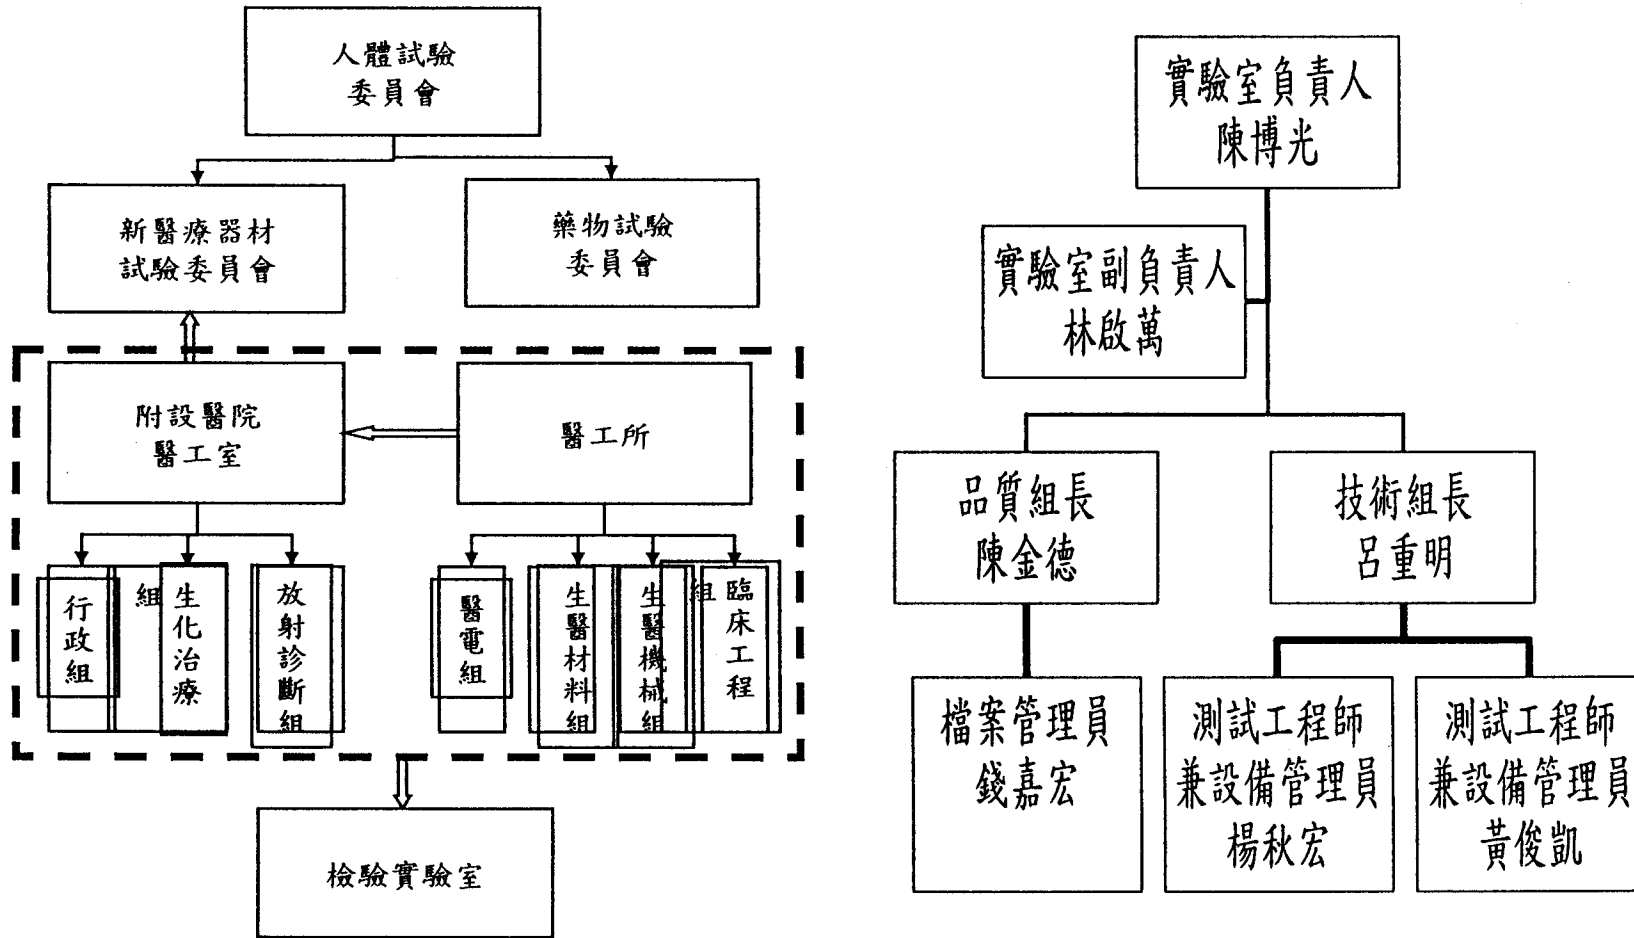 人體試驗
委員會
新醫療器材
試驗委員會
藥物試驗
委員會
附設醫院
醫工室
醫工所
行政組
生化治療
組
放射診斷組
醫電組
生醫材料組
生醫機械組
臨床工程
組
檢驗實驗室
實驗室負責人
陳博光
實驗室副負責人
林啟萬
品質組長
陳金德
技術組長
呂重明
檔案管理員
錢嘉宏
測試工程師
兼設備管理員
楊秋宏
測試工程師
兼設備管理員
黃俊凱